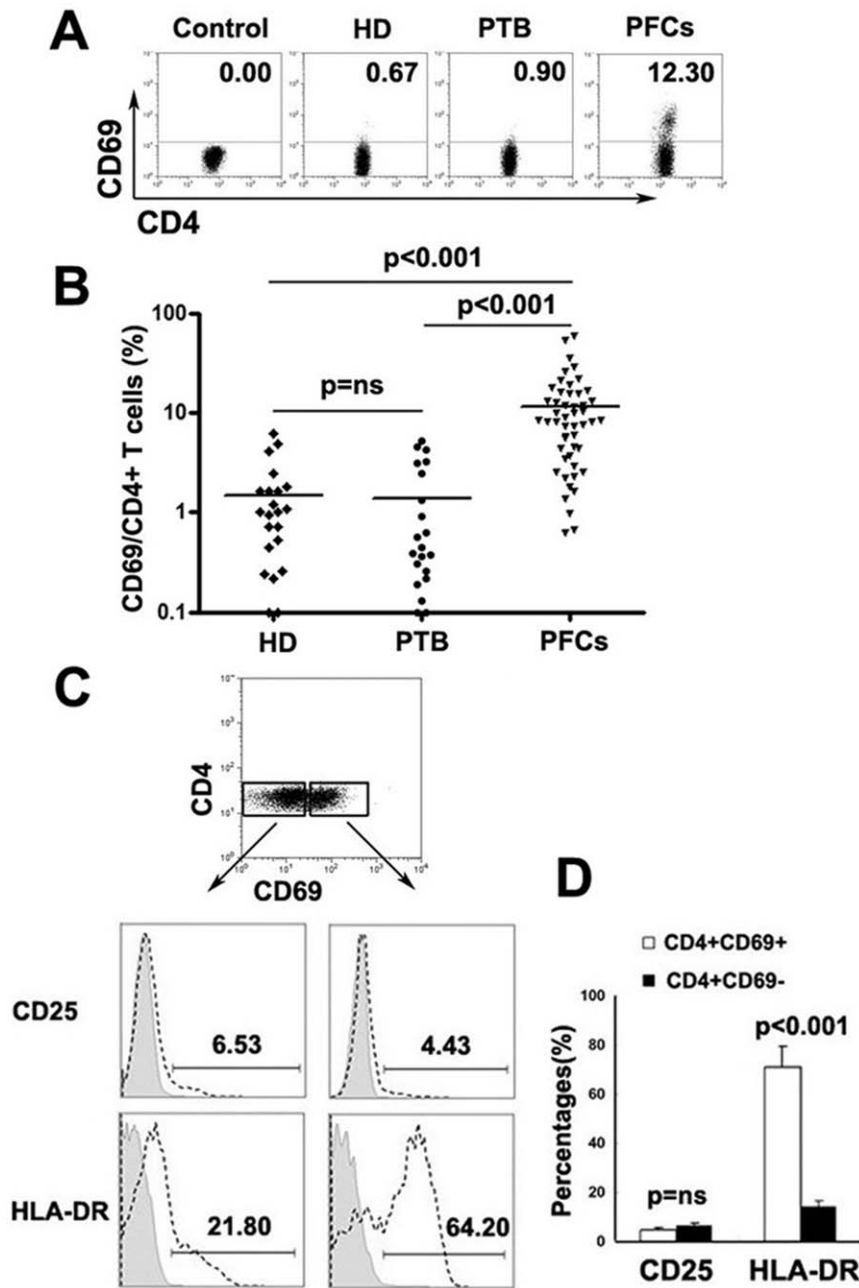 A
Control HD PTB PFCs
0.00 0.67 0.90 12.30
CD69
CD4
B
p<0.001
p<0.001
p=ns
CD69/CD4+ T cells (%)
100
10
1
0.1
HD PTB PFCs
C
CD4
CD69
CD25
6.53 4.43
HLA-DR
21.80 64.20
D
CD4+CD69+
CD4+CD69-
Percentages(%)
100
80
60
40
20
0
p<0.001
p=ns
CD25 HLA-DR